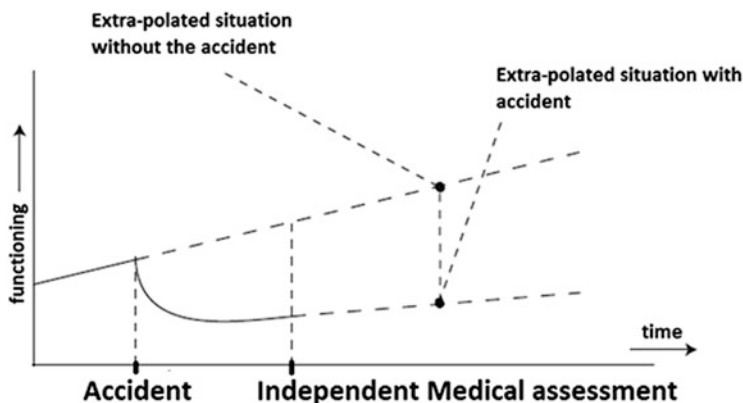 Extra-polated situation
without the accident
Extra-polated situation with
accident
functioning
time
Accident
Independent Medical assessment